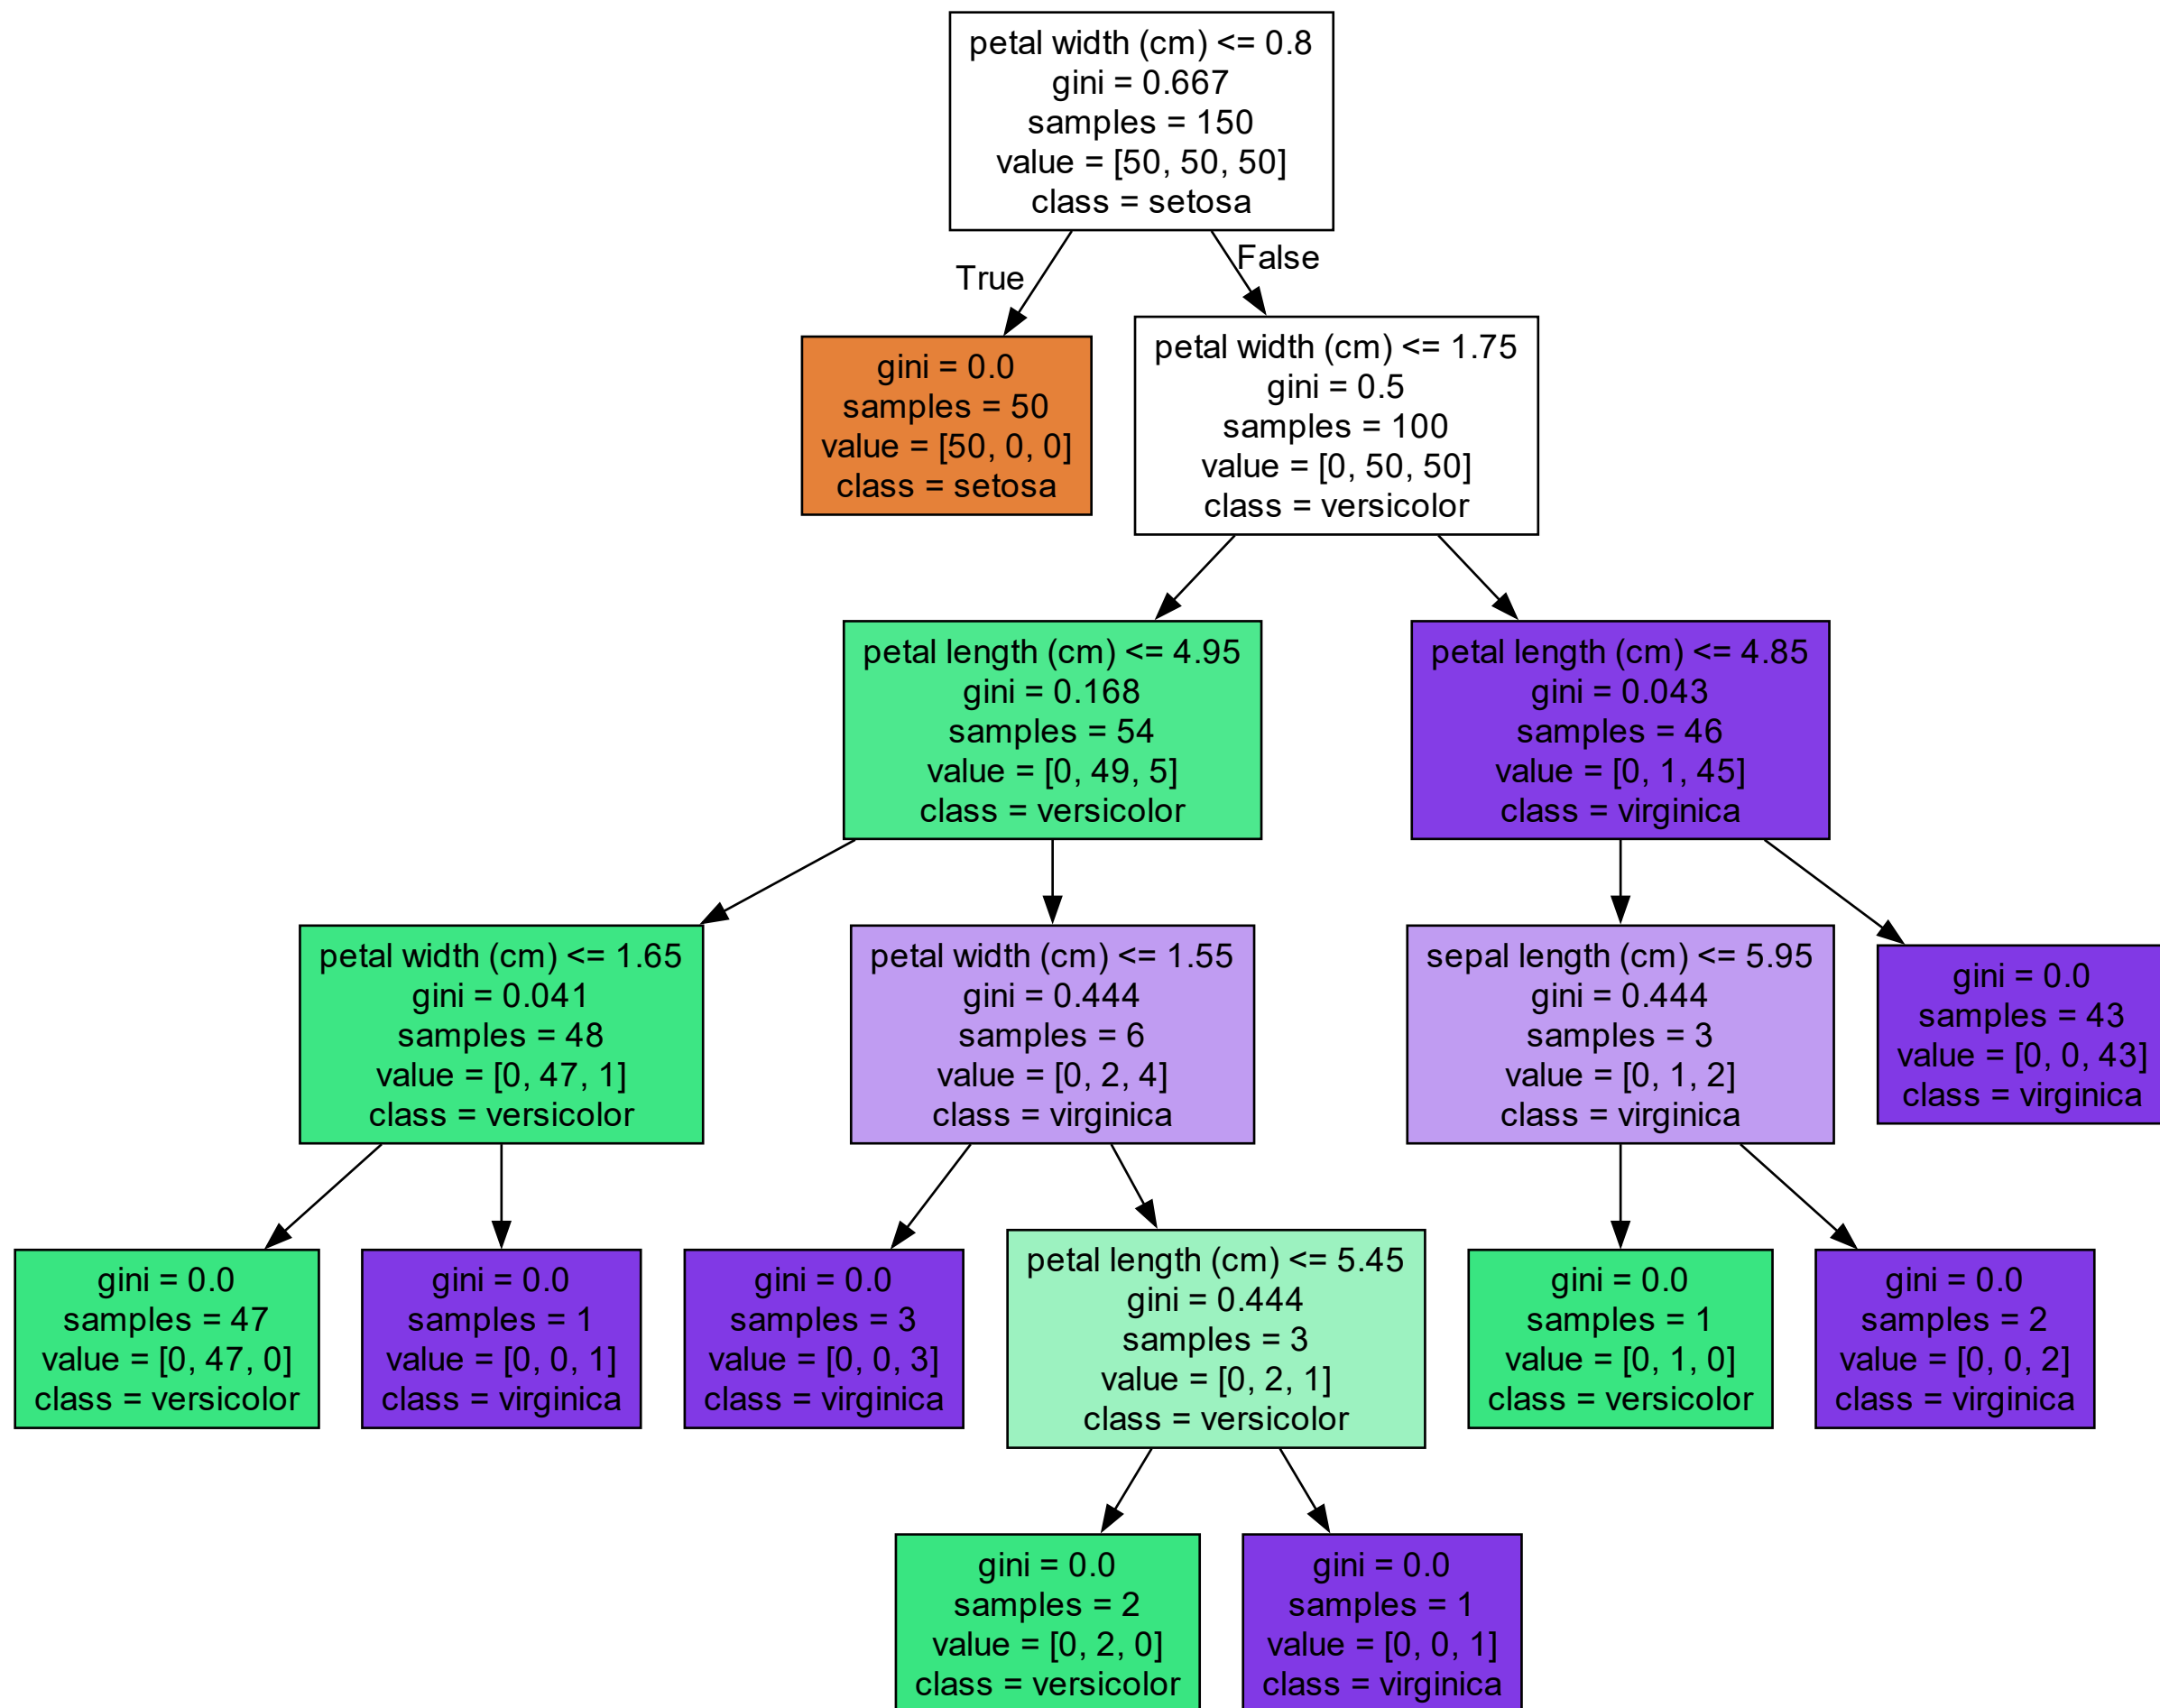 petal width (cm) <= 0.8
gini = 0.667
samples = 150
value = [50, 50, 50]
class = setosa
True
False
gini = 0.0
samples = 50
value = [50, 0, 0]
class = setosa
petal width (cm) <= 1.75
gini = 0.5
samples = 100
value = [0, 50, 50]
class = versicolor
petal length (cm) <= 4.95
gini = 0.168
samples = 54
value = [0, 49, 5]
class = versicolor
petal length (cm) <= 4.85
gini = 0.043
samples = 46
value = [0, 1, 45]
class = virginica
petal width (cm) <= 1.65
gini = 0.041
samples = 48
value = [0, 47, 1]
class = versicolor
petal width (cm) <= 1.55
gini = 0.444
samples = 6
value = [0, 2, 4]
class = virginica
sepal length (cm) <= 5.95
gini = 0.444
samples = 3
value = [0, 1, 2]
class = virginica
gini = 0.0
samples = 43
value = [0, 0, 43]
class = virginica
gini = 0.0
samples = 47
value = [0, 47, 0]
class = versicolor
gini = 0.0
samples = 1
value = [0, 0, 1]
class = virginica
gini = 0.0
samples = 3
value = [0, 0, 3]
class = virginica
petal length (cm) <= 5.45
gini = 0.444
samples = 3
value = [0, 2, 1]
class = versicolor
gini = 0.0
samples = 1
value = [0, 1, 0]
class = versicolor
gini = 0.0
samples = 2
value = [0, 0, 2]
class = virginica
gini = 0.0
samples = 2
value = [0, 2, 0]
class = versicolor
gini = 0.0
samples = 1
value = [0, 0, 1]
class = virginica